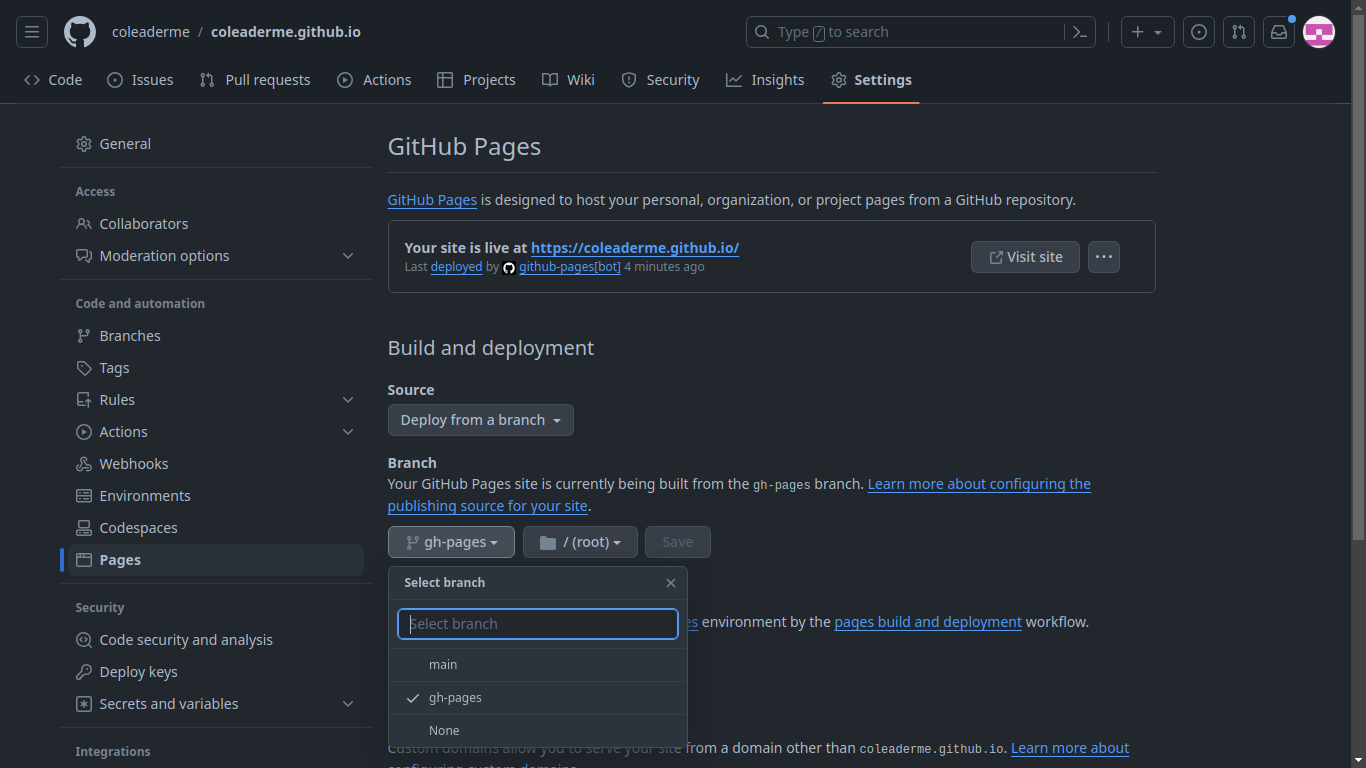 coleaderme / coleaderme.github.io
Type / to search
Code
Issues
Pull requests
Actions
Projects
Wiki
Security
Insights
Settings
General
Access
Collaborators
Moderation options
Code and automation
Branches
Tags
Rules
Actions
Webhooks
Environments
Codespaces
Pages
Security
Code security and analysis
Deploy keys
Secrets and variables
Integrations
GitHub Pages
GitHub Pages is designed to host your personal, organization, or project pages from a GitHub repository.
Your site is live at https://coleaderme.github.io/
Last deployed by github-pages[bot] 4 minutes ago
Visit site
Build and deployment
Source
Deploy from a branch
Branch
Your GitHub Pages site is currently being built from the gh-pages branch. Learn more about configuring the
publishing source for your site.
gh-pages
/ (root)
Save
Select branch
Select branch
main
gh-pages
None
es environment by the pages build and deployment workflow.
Custom domains allow you to serve your site from a domain other than coleaderme.github.io. Learn more about
configuring custom domains.